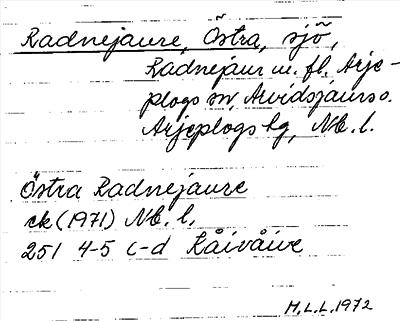 Radnejaure, Östra, sjö,
Radnejaur m. fl. Arje-
plogs sn, Arvidsjaurs o.
Arjeplogs tg, Nb. l.
Östra Radnejaure
ek (1971) Nb. l.
251 4-5 c-d Råivåive
M.L.L. 1972